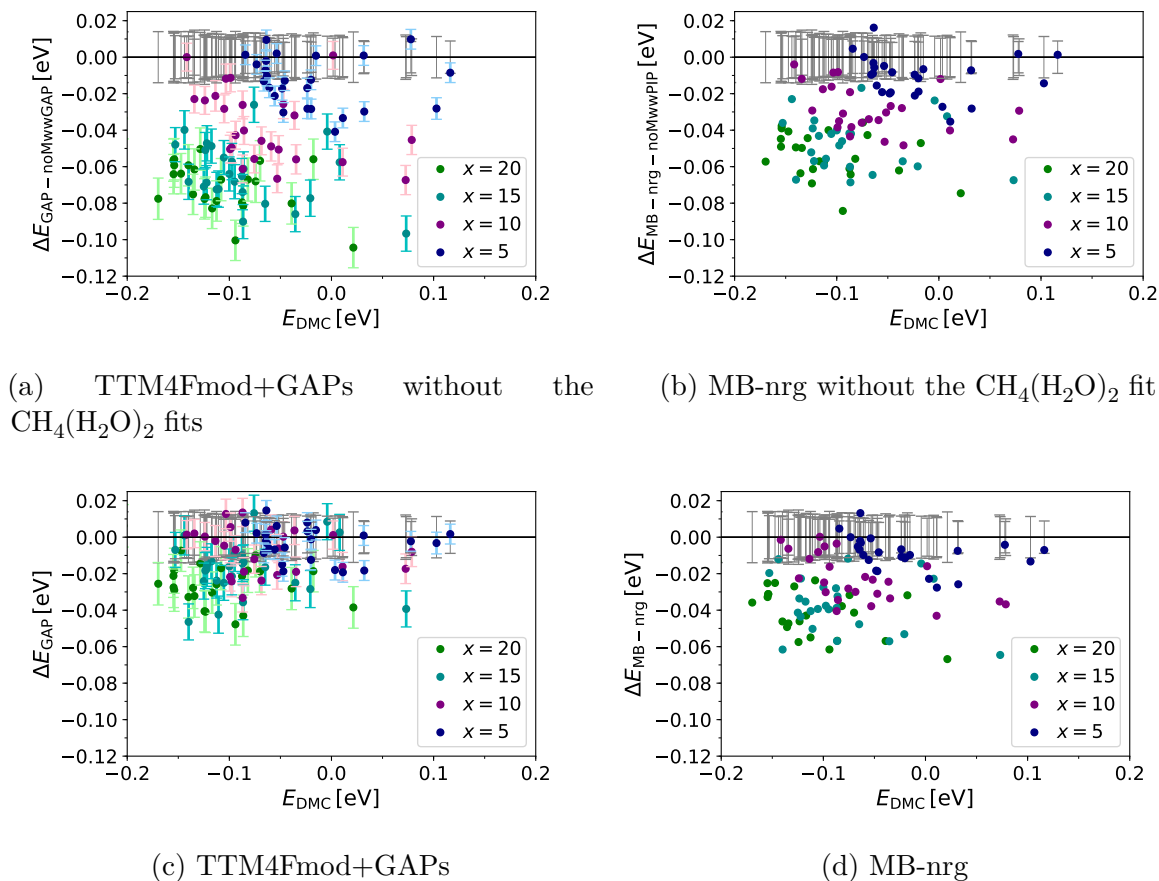 0.02
0.00
−0.02
−0.04
−0.06
−0.08
−0.10
−0.12
ΔE_GAP−noMwwGAP [eV]
−0.2 −0.1 0.0 0.1 0.2
E_DMC [eV]
x = 20
x = 15
x = 10
x = 5
0.02
0.00
−0.02
−0.04
−0.06
−0.08
−0.10
−0.12
ΔE_MB−nrg−noMwwPIP [eV]
−0.2 −0.1 0.0 0.1 0.2
E_DMC [eV]
x = 20
x = 15
x = 10
x = 5
(a) TTM4Fmod+GAPs without the
CH₄(H₂O)₂ fits
(b) MB-nrg without the CH₄(H₂O)₂ fit
0.02
0.00
−0.02
−0.04
−0.06
−0.08
−0.10
−0.12
ΔE_GAP [eV]
−0.2 −0.1 0.0 0.1 0.2
E_DMC [eV]
x = 20
x = 15
x = 10
x = 5
0.02
0.00
−0.02
−0.04
−0.06
−0.08
−0.10
−0.12
ΔE_MB−nrg [eV]
−0.2 −0.1 0.0 0.1 0.2
E_DMC [eV]
x = 20
x = 15
x = 10
x = 5
(c) TTM4Fmod+GAPs
(d) MB-nrg